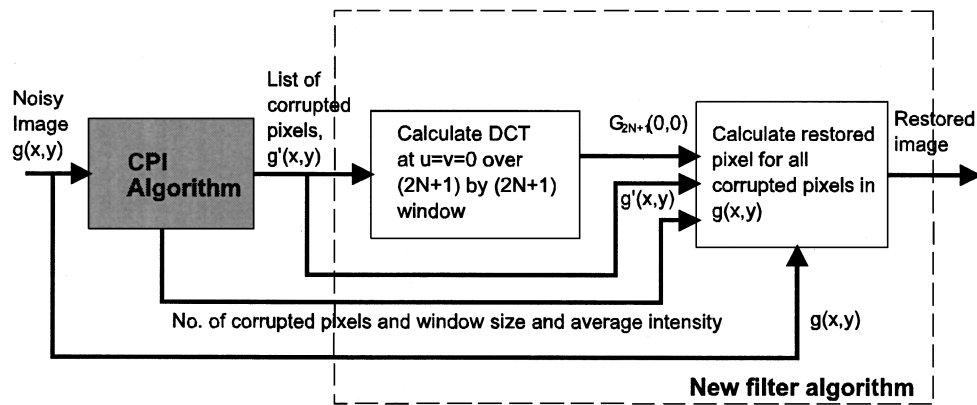 Noisy
Image
g(x,y)
CPI
Algorithm
List of
corrupted
pixels,
g'(x,y)
Calculate DCT
at u=v=0 over
(2N+1) by (2N+1)
window
G2N+1(0,0)
g'(x,y)
Calculate restored
pixel for all
corrupted pixels in
g(x,y)
Restored
image
No. of corrupted pixels and window size and average intensity
g(x,y)
New filter algorithm